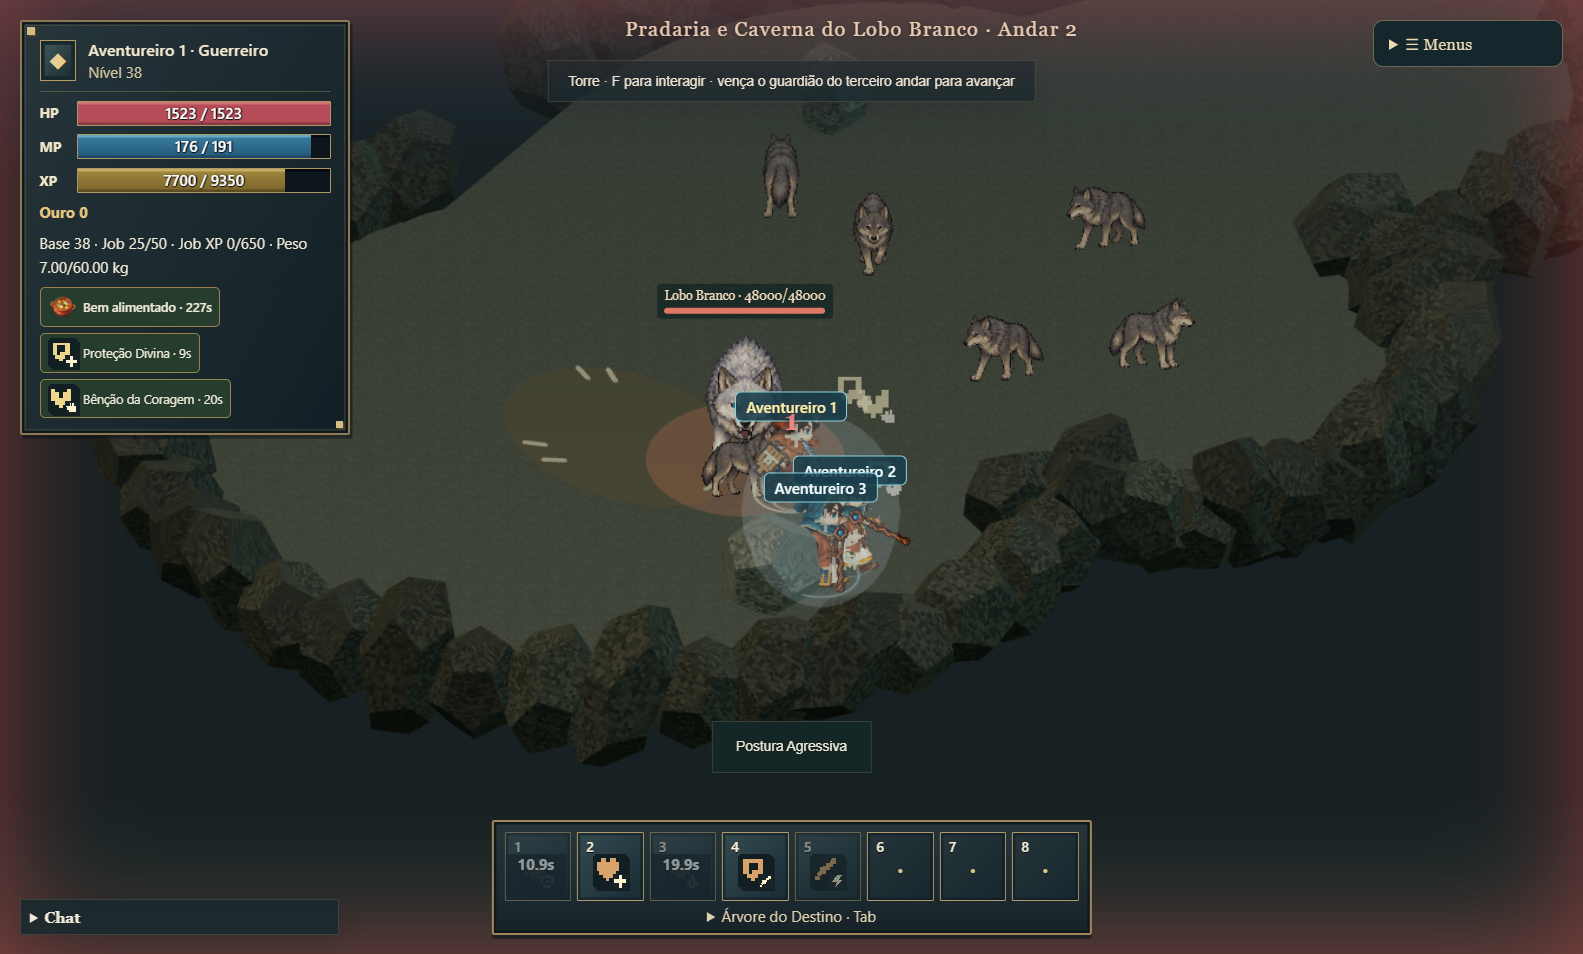 Pradaria e Caverna do Lobo Branco · Andar 2
Torre · F para interagir · vença o guardião do terceiro andar para avançar
☰ Menus
Aventureiro 1 · Guerreiro
Nível 38
HP 1523 / 1523
MP 176 / 191
XP 7700 / 9350
Ouro 0
Base 38 · Job 25/50 · Job XP 0/650 · Peso
7.00/60.00 kg
Bem alimentado · 227s
Proteção Divina · 9s
Bênção da Coragem · 20s
Lobo Branco · 48000/48000
Aventureiro 1
1
Aventureiro 2
Aventureiro 3
Postura Agressiva
1 2 3 4 5 6 7 8
10.9s 19.9s
Árvore do Destino · Tab
Chat